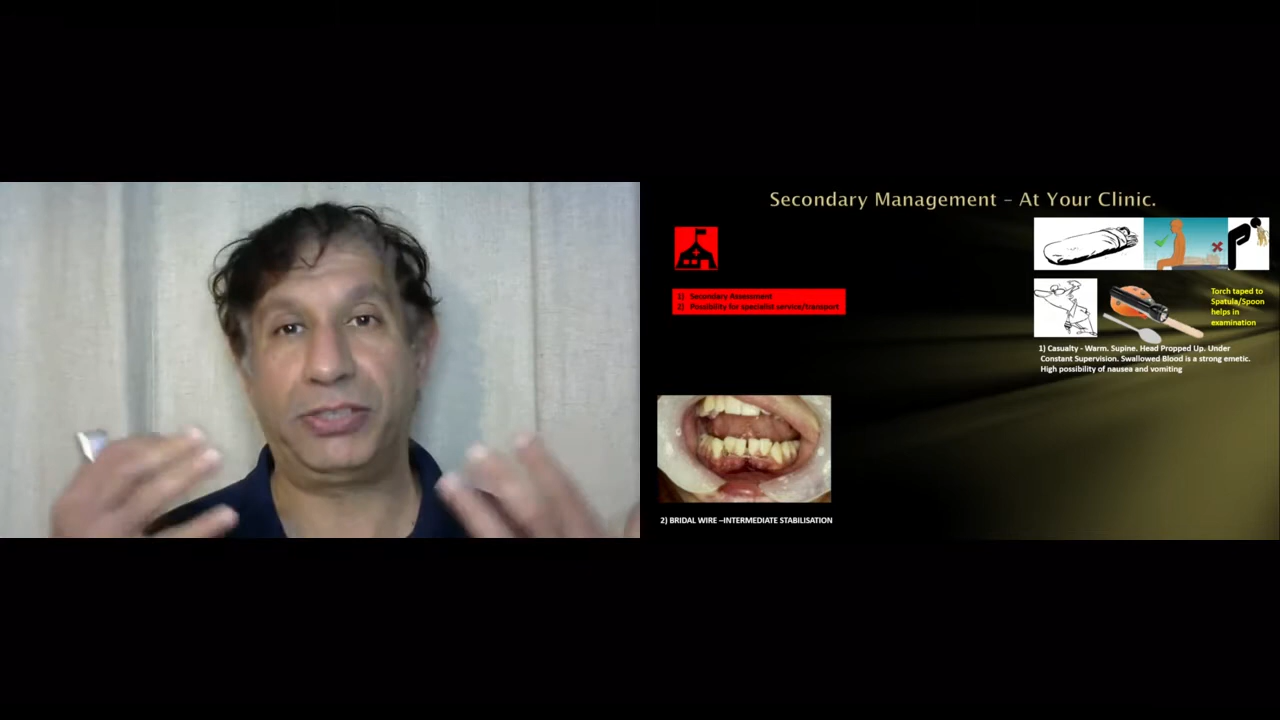 Secondary Management – At Your Clinic.
1) Secondary Assessment
2) Possibility for specialist service/transport
Torch taped to
Spatula/Spoon
helps in
examination
1) Casualty - Warm. Supine. Head Propped Up. Under
Constant Supervision. Swallowed Blood is a strong emetic.
High possibility of nausea and vomiting
2) BRIDAL WIRE –INTERMEDIATE STABILISATION